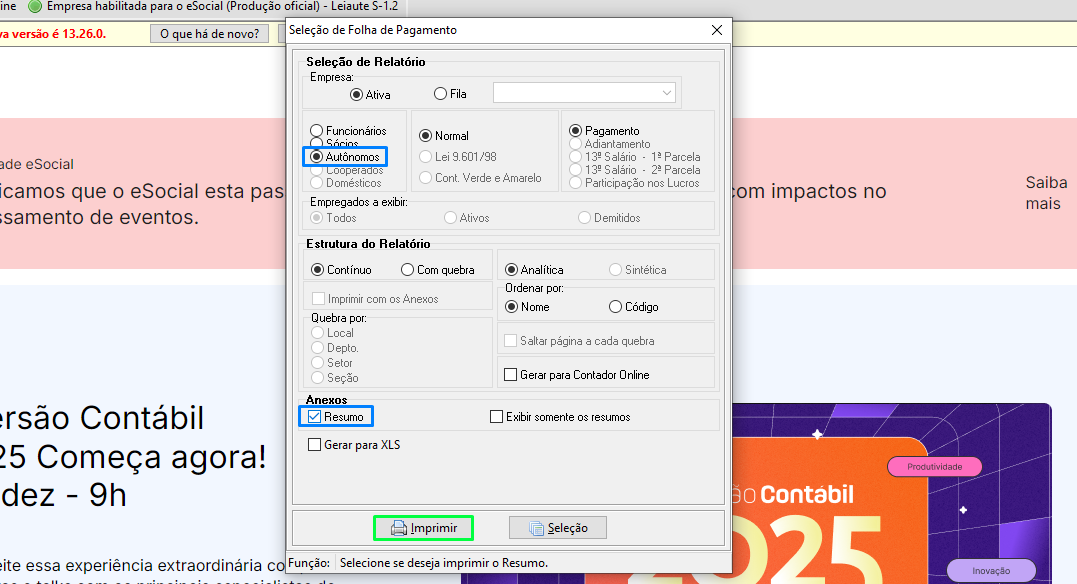 ine Empresa habilitada para o eSocial (Produção oficial) - Leiaute S-1.2
va versão é 13.26.0. O que há de novo?
Seleção de Folha de Pagamento
Seleção de Relatório
Empresa:
Ativa Fila
Funcionários
Sócios
Autônomos
Cooperados
Domésticos
Normal
Lei 9.601/98
Cont. Verde e Amarelo
Pagamento
Adiantamento
13º Salário - 1ª Parcela
13º Salário - 2ª Parcela
Participação nos Lucros
Empregados a exibir:
Todos Ativos Demitidos
Estrutura do Relatório
Contínuo Com quebra
Imprimir com os Anexos
Quebra por:
Local
Depto.
Setor
Seção
Analítica Sintética
Ordenar por:
Nome Código
Saltar página a cada quebra
Gerar para Contador Online
Anexos
Resumo Exibir somente os resumos
Gerar para XLS
Imprimir Seleção
Função: Selecione se deseja imprimir o Resumo.
ade eSocial
icamos que o eSocial esta pas
com impactos no
ssamento de eventos.
Saiba
mais
ersão Contábil
25 Começa agora!
dez - 9h
eite essa experiência extraordinária co
Produtividade
ão Contábil
2025
Inovação